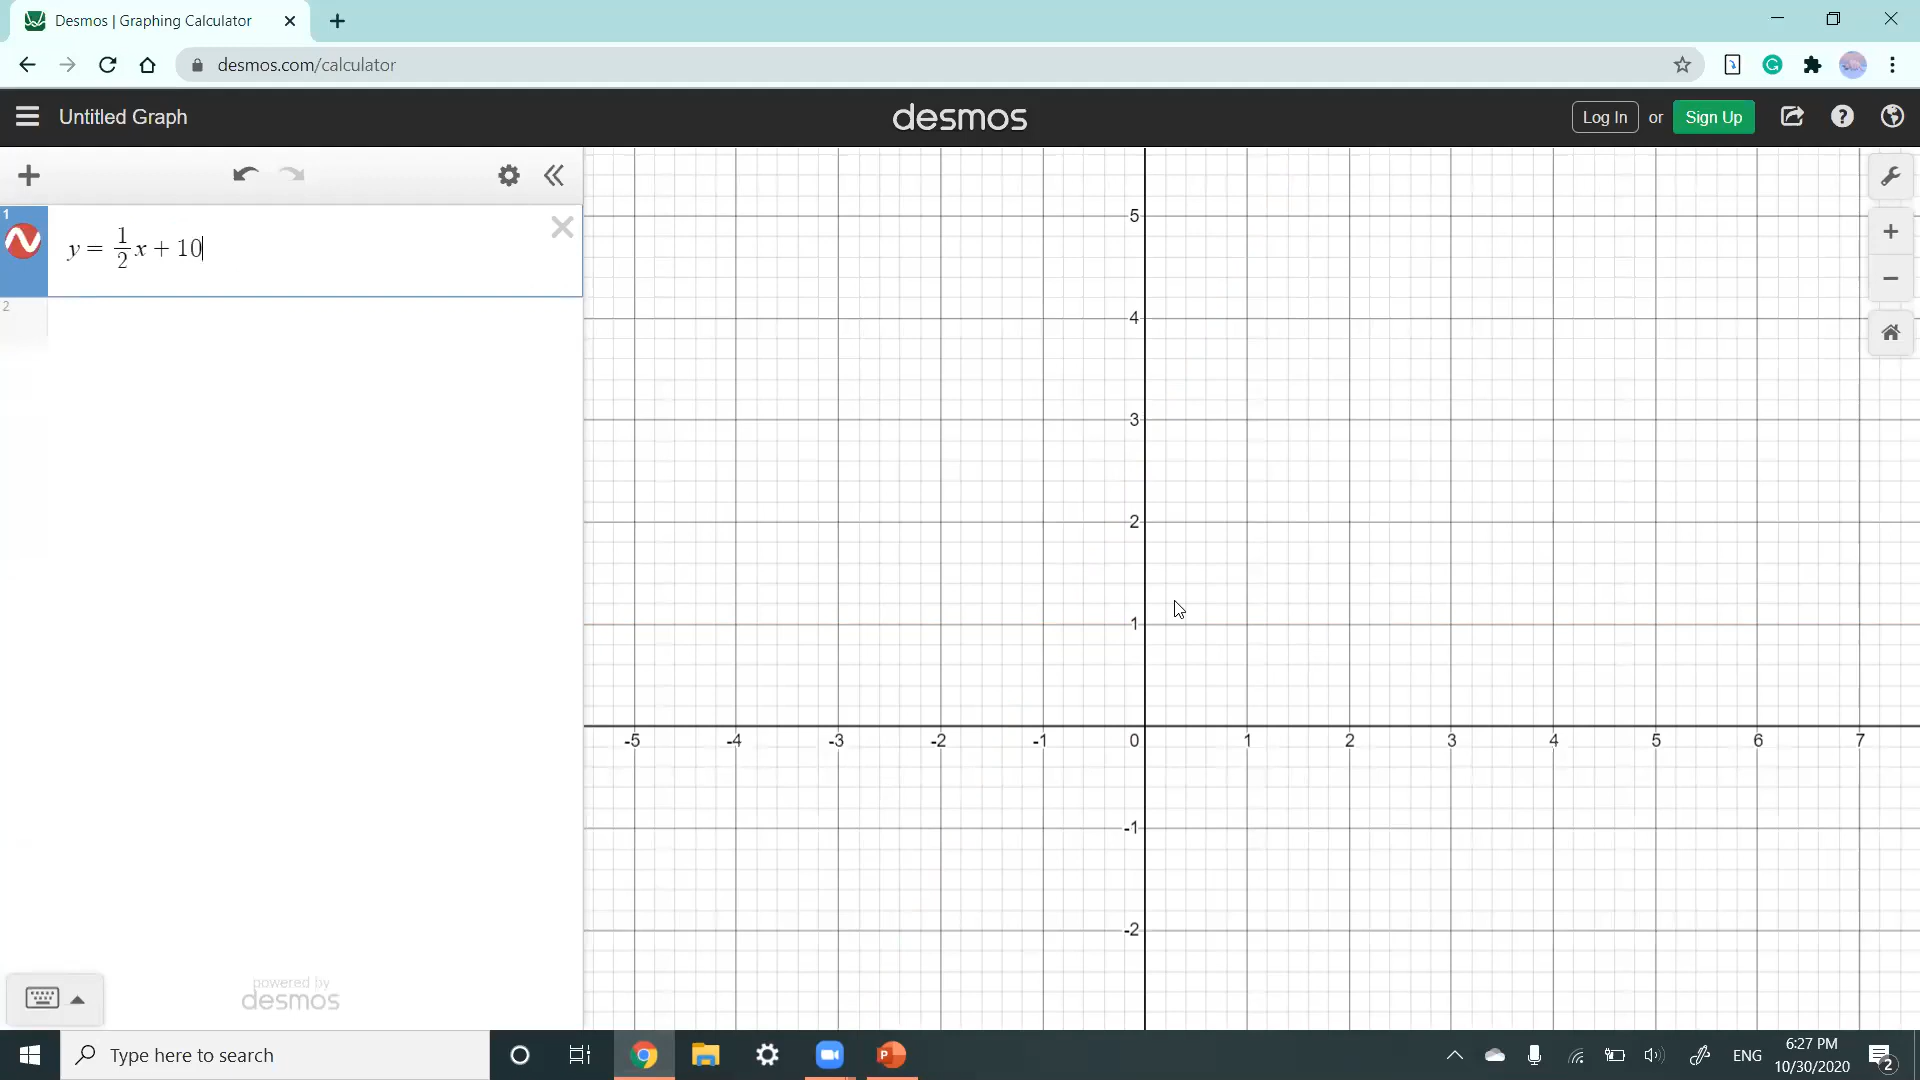 Desmos | Graphing Calculator
desmos.com/calculator
Untitled Graph
desmos
Log In or Sign Up
1
y = 1/2 x + 10
2
5
4
3
2
1
-5 -4 -3 -2 -1 0 1 2 3 4 5 6 7
-1
-2
powered by
desmos
Type here to search
ENG
6:27 PM
10/30/2020
2